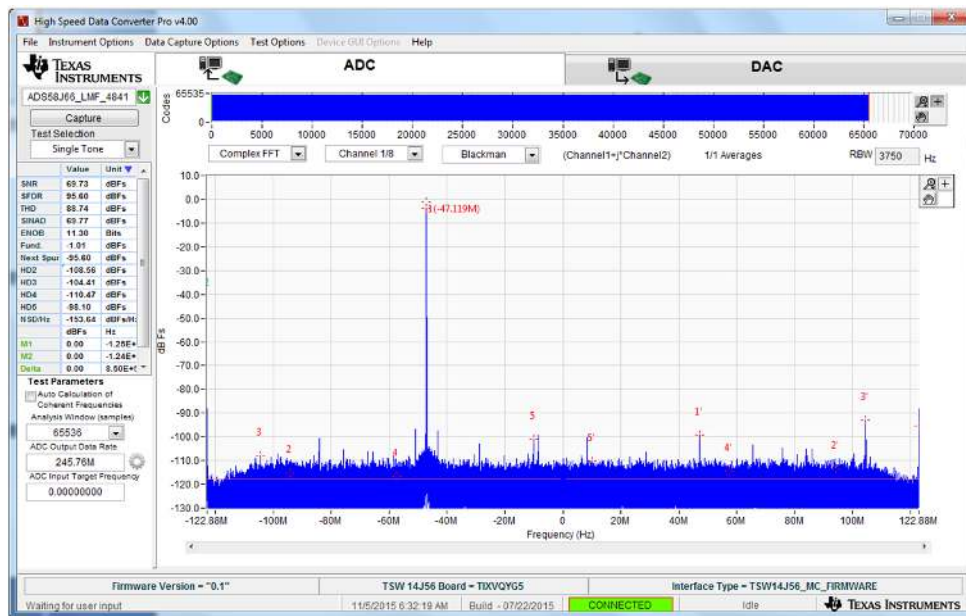 High Speed Data Converter Pro v4.00
File Instrument Options Data Capture Options Test Options Device GUI Options Help
TEXAS INSTRUMENTS
ADC
DAC
ADS58J66_LMF_4841
Capture
Test Selection
Single Tone
Codes
65535
0
0 5000 10000 15000 20000 25000 30000 35000 40000 45000 50000 55000 60000 65000 70000
Complex FFT Channel 1/8 Blackman (Channel1+j*Channel2) 1/1 Averages RBW 3750 Hz
Value Unit
SNR 69.73 dBFs
SFDR 95.60 dBFs
THD 88.74 dBFs
SINAD 69.77 dBFs
ENOB 11.30 Bits
Fund. -1.01 dBFs
Next Spur -95.60 dBFs
HD2 -108.56 dBFs
HD3 -104.41 dBFs
HD4 -110.47 dBFs
HD5 -98.10 dBFs
NSD/Hz -153.64 dBFs/H
dBFs Hz
M1 0.00 -1.25E+
M2 0.00 -1.24E+
Delta 0.00 8.50E+
Test Parameters
Auto Calculation of
Coherent Frequencies
Analysis Window (samples)
65536
ADC Output Data Rate
245.76M
ADC Input Target Frequency
0.00000000
dBFs
10.0
0.0
-10.0
-20.0
-30.0
-40.0
-50.0
-60.0
-70.0
-80.0
-90.0
-100.0
-110.0
-120.0
-130.0
(-47.119M)
3 2 4 5 5' 1' 4' 2' 3'
-122.88M -100M -80M -60M -40M -20M 0 20M 40M 60M 80M 100M 122.88M
Frequency (Hz)
Firmware Version = "0.1" TSW 14J56 Board = TIXVQYG5 Interface Type = TSW14J56_MC_FIRMWARE
Waiting for user input 11/5/2015 6:32:19 AM Build - 07/22/2015 CONNECTED Idle TEXAS INSTRUMENTS